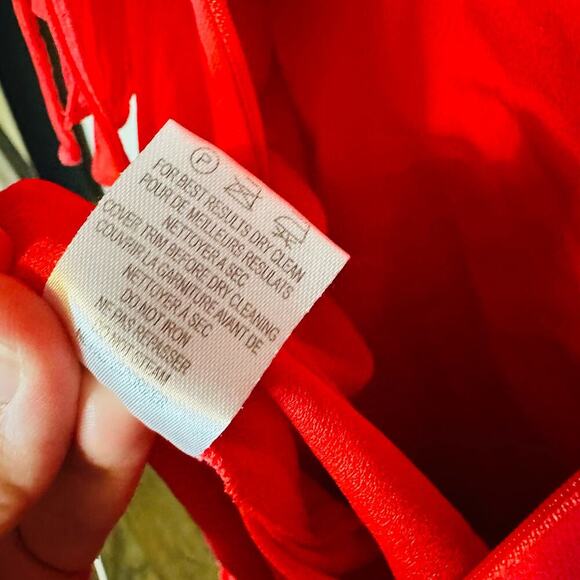 P
FOR BEST RESULTS DRY CLEAN
POUR DE MEILLEURS RESULATS
NETTOYER À SEC
COVER TRIM BEFORE DRY CLEANING
COUVRIR LA GARNITURE AVANT DE
NETTOYER À SEC
DO NOT IRON
NE PAS REPASSER